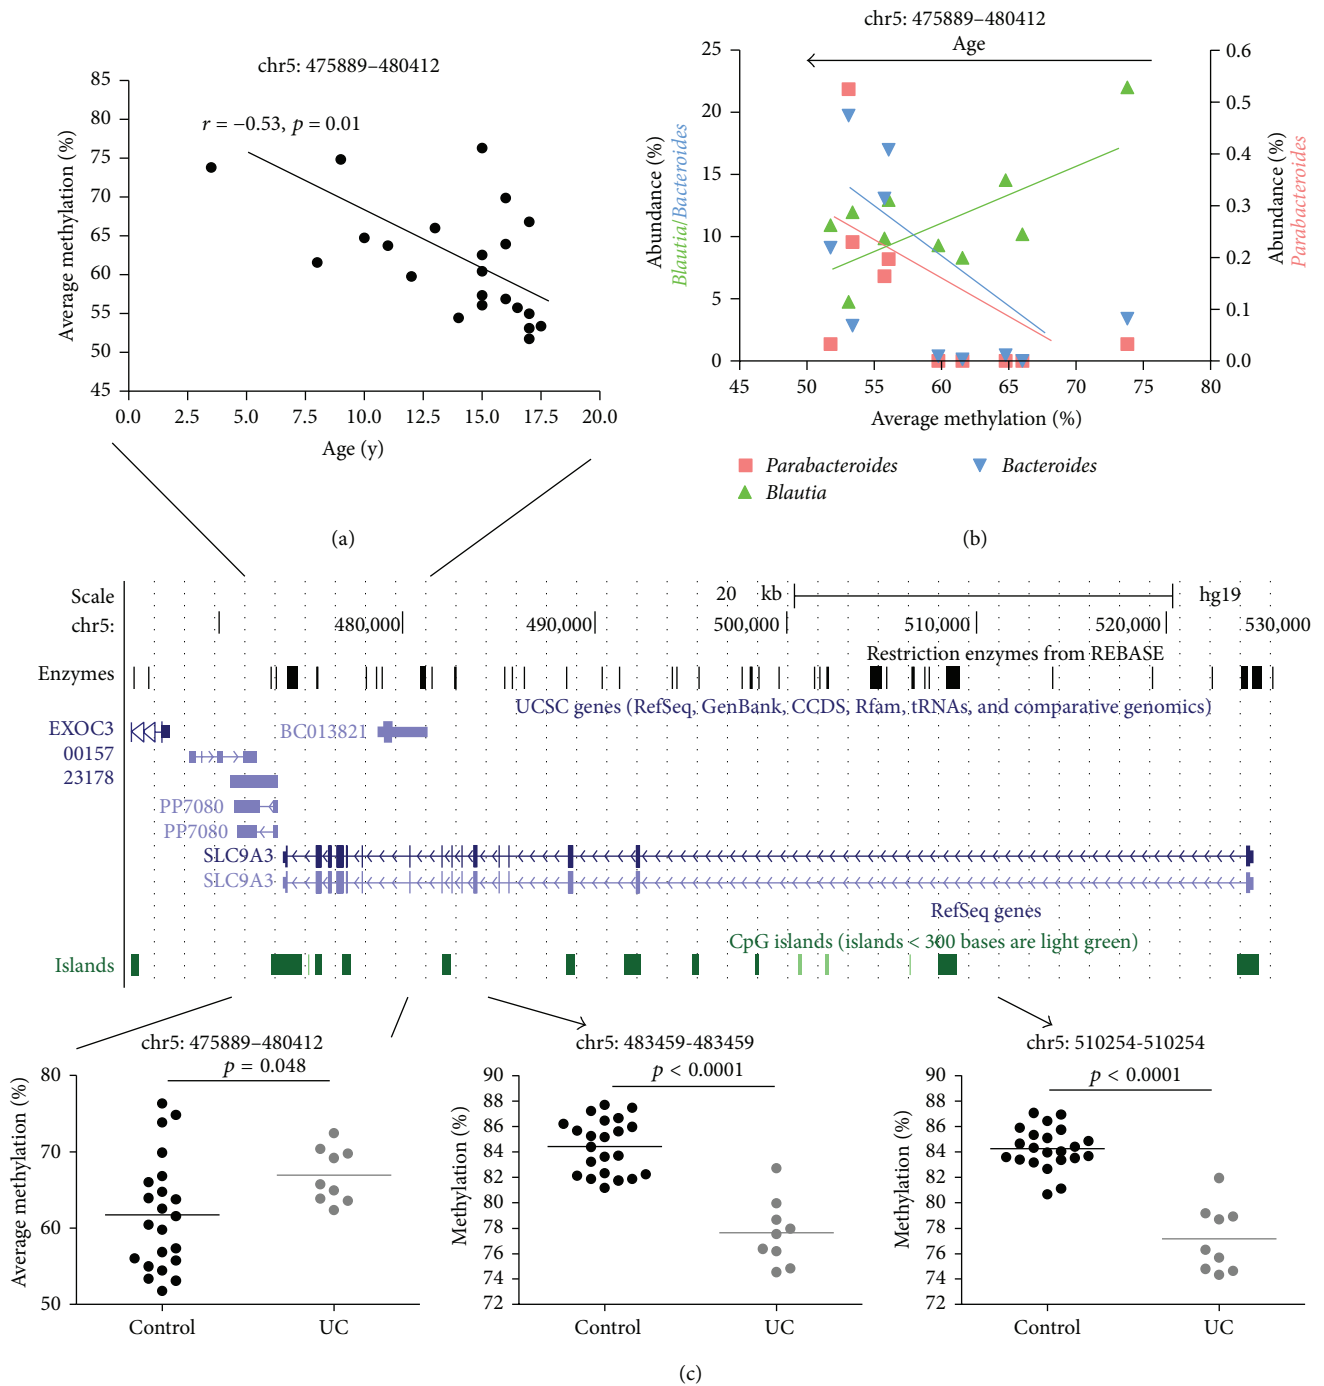 chr5: 475889–480412
r = −0.53, p = 0.01
Average methylation (%)
85
80
75
70
65
60
55
50
45
0.0 2.5 5.0 7.5 10.0 12.5 15.0 17.5 20.0
Age (y)
(a)
chr5: 475889–480412
Age
Abundance (%)
Blautia/Bacteroides
25
20
15
10
5
0
0.6
0.5
0.4
0.3
0.2
0.1
0.0
Abundance (%)
Parabacteroides
45 50 55 60 65 70 75 80
Average methylation (%)
Parabacteroides
Bacteroides
Blautia
(b)
Scale
20 kb
hg19
chr5:
480,000
490,000
500,000
510,000
520,000
530,000
Restriction enzymes from REBASE
Enzymes
UCSC genes (RefSeq, GenBank, CCDS, Rfam, tRNAs, and comparative genomics)
EXOC3
BC013821
00157
23178
PP7080
PP7080
SLC9A3
SLC9A3
RefSeq genes
CpG islands (islands < 300 bases are light green)
Islands
chr5: 475889–480412
p = 0.048
Average methylation (%)
80
70
60
50
Control UC
chr5: 483459-483459
p < 0.0001
Methylation (%)
90
88
86
84
82
80
78
76
74
72
Control UC
chr5: 510254-510254
p < 0.0001
Methylation (%)
90
88
86
84
82
80
78
76
74
72
Control UC
(c)